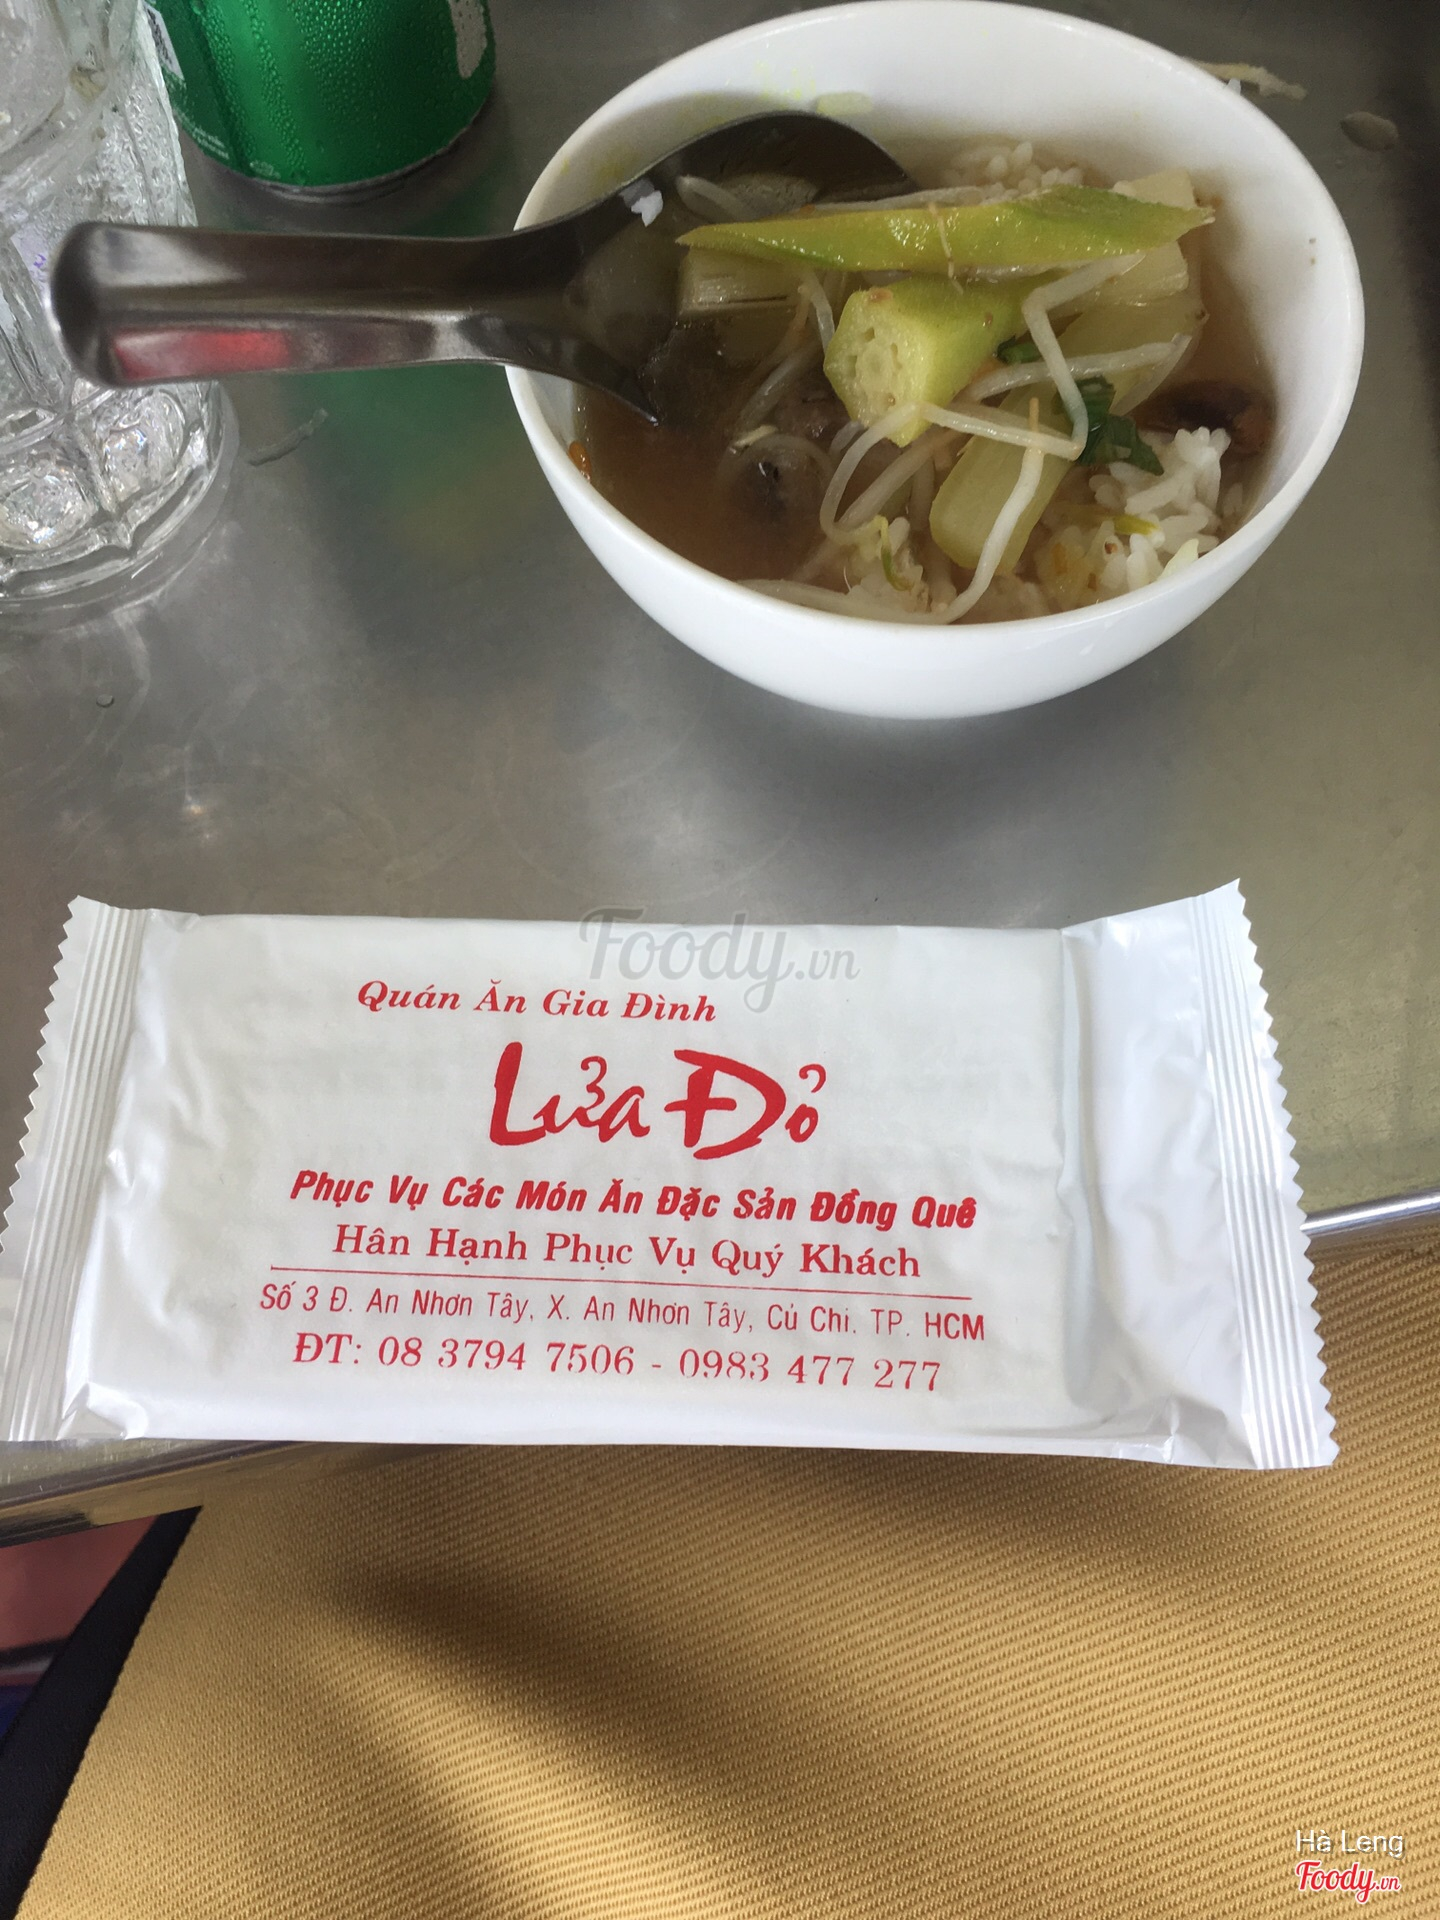 Foody.vn
Quán Ăn Gia Đình
Lửa Đỏ
Phục Vụ Các Món Ăn Đặc Sản Đồng Quê
Hân Hạnh Phục Vụ Quý Khách
Số 3 Đ. An Nhơn Tây, X. An Nhơn Tây, Củ Chi, TP. HCM
ĐT: 08 3794 7506 - 0983 477 277
Hà Leng
Foody.vn